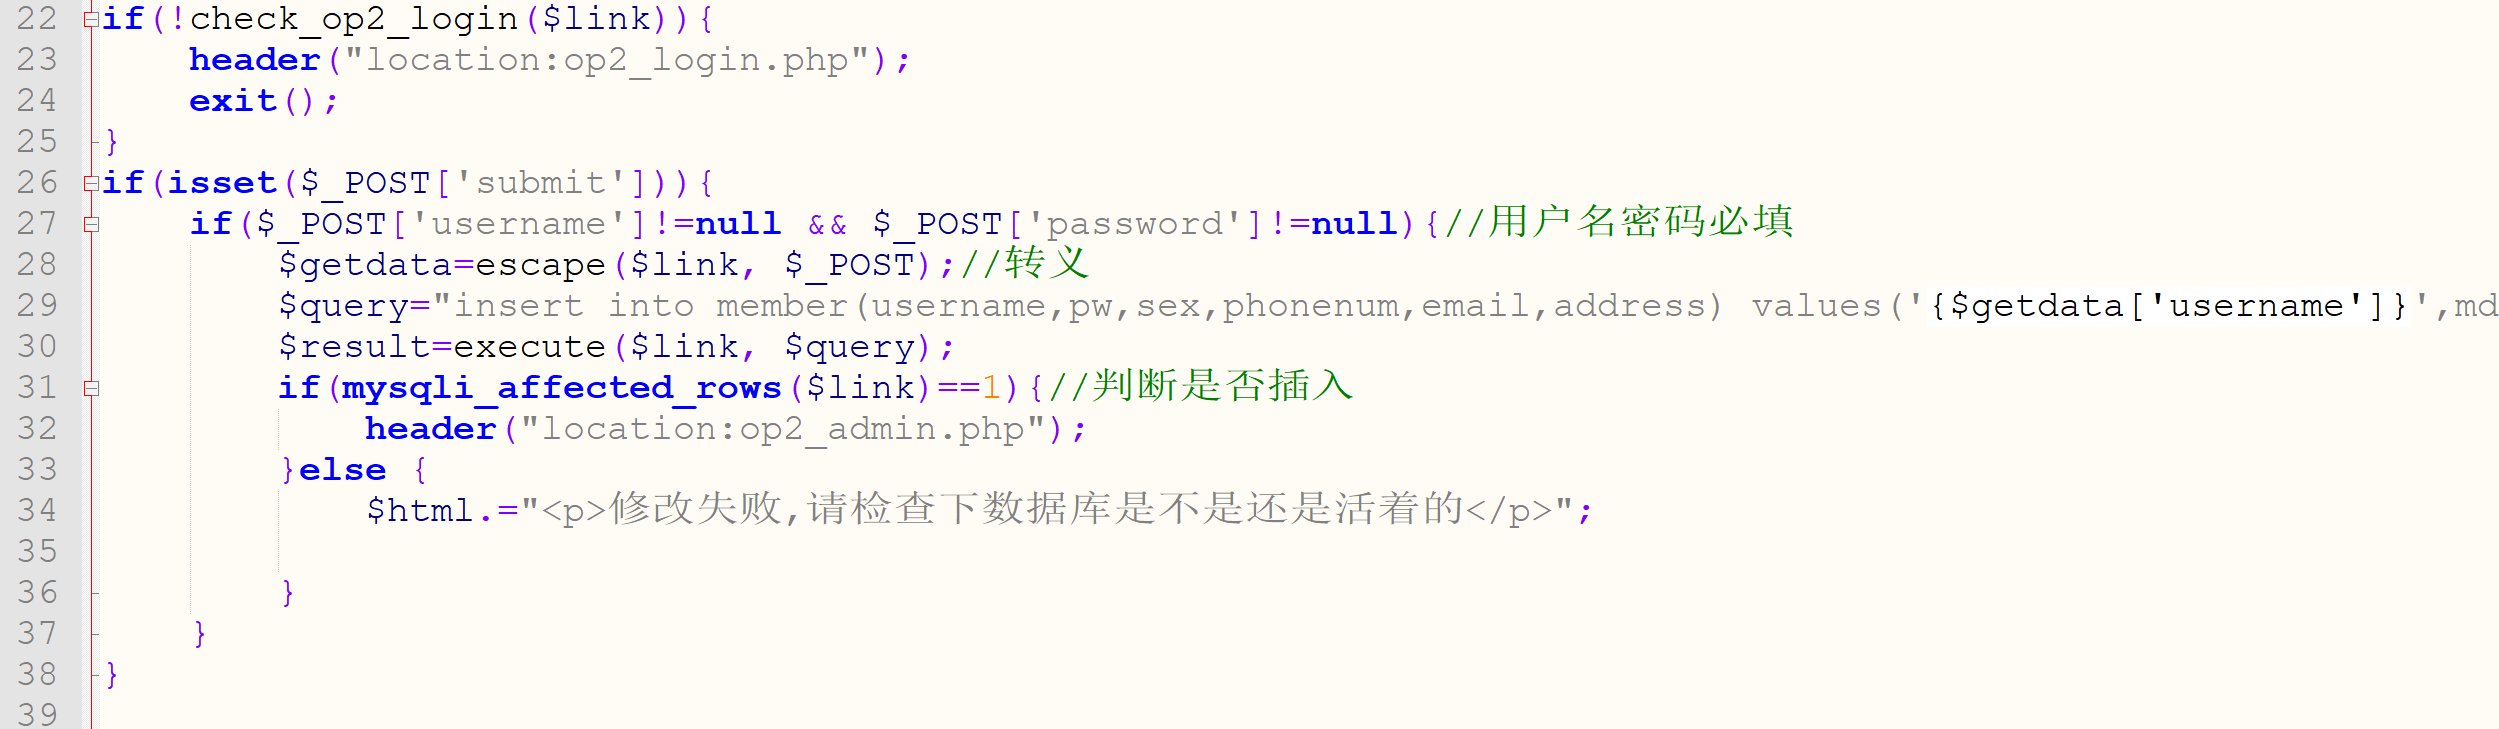 22 if(!check_op2_login($link)){
23     header("location:op2_login.php");
24     exit();
25 }
26 if(isset($_POST['submit'])){
27     if($_POST['username']!=null && $_POST['password']!=null){//用户名密码必填
28         $getdata=escape($link, $_POST);//转义
29         $query="insert into member(username,pw,sex,phonenum,email,address) values('{$getdata['username']}',md
30         $result=execute($link, $query);
31         if(mysqli_affected_rows($link)==1){//判断是否插入
32             header("location:op2_admin.php");
33         }else {
34             $html.="<p>修改失败,请检查下数据库是不是还是活着的</p>";
35
36         }
37     }
38 }
39